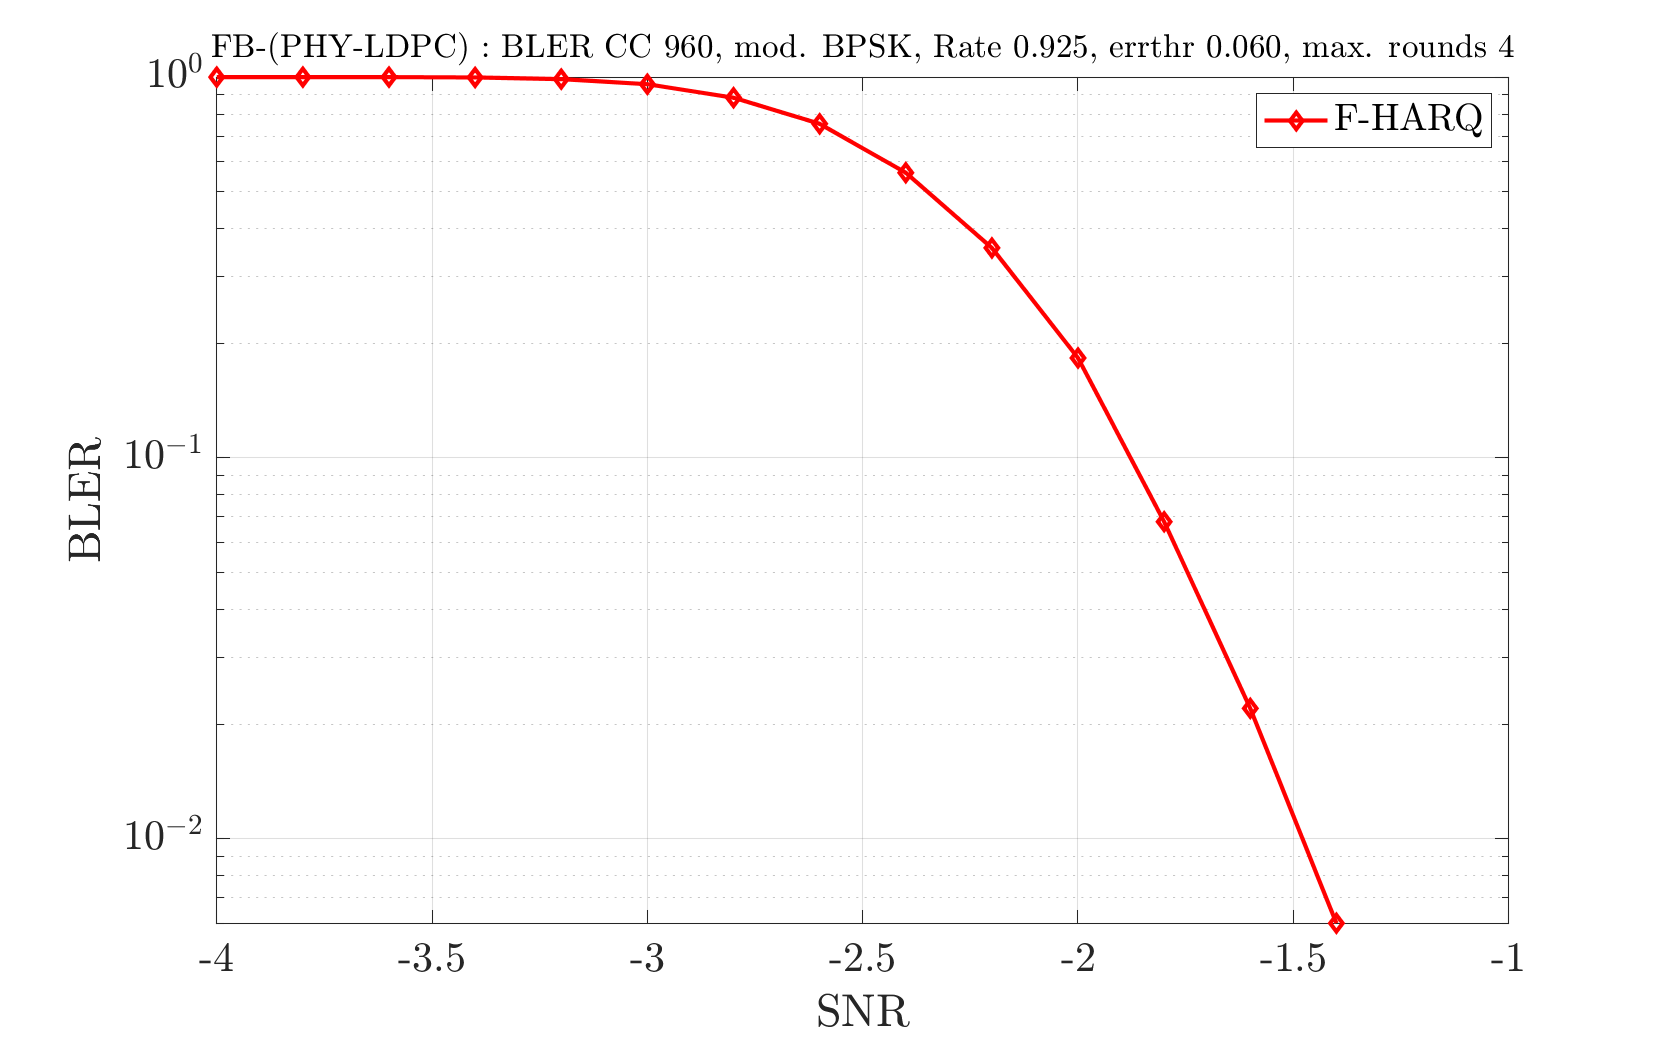 FB-(PHY-LDPC) : BLER CC 960, mod. BPSK, Rate 0.925, errthr 0.060, max. rounds 4
10^0
F-HARQ
10^{-1}
BLER
10^{-2}
-4 -3.5 -3 -2.5 -2 -1.5 -1
SNR